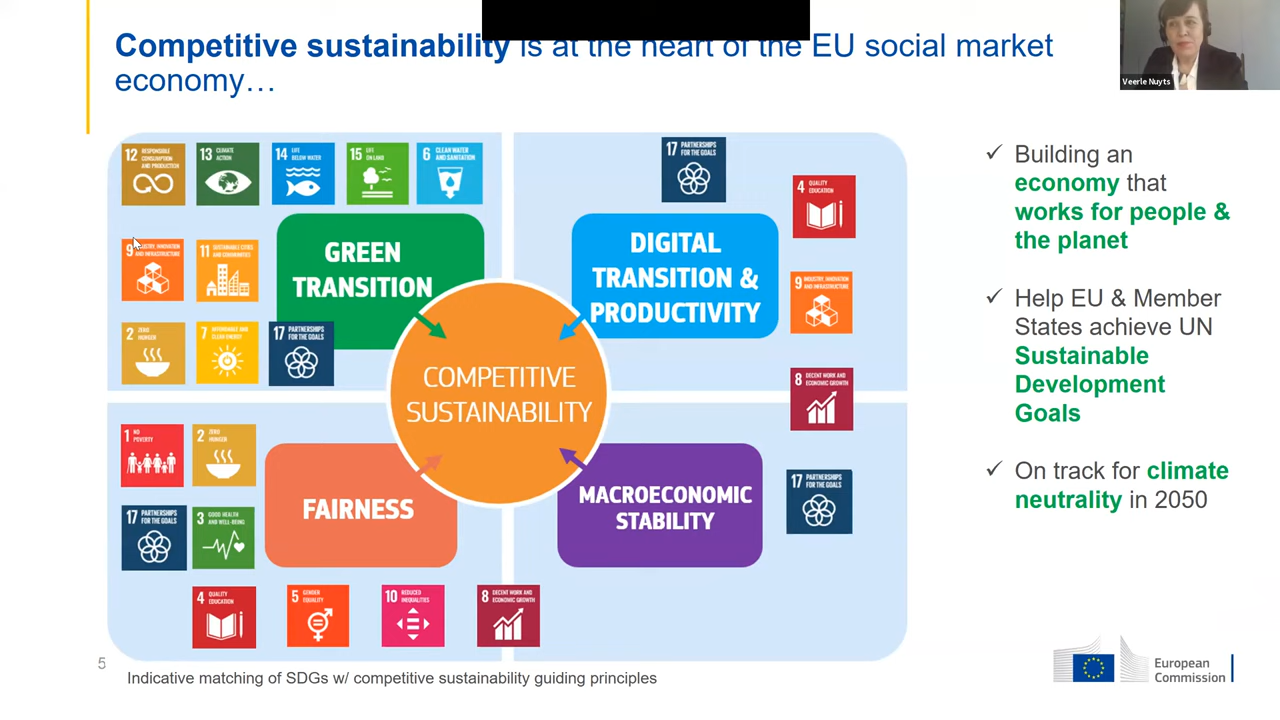 Competitive sustainability is at the heart of the EU social market
economy…
Veerle Nuyts
12 RESPONSIBLE
CONSUMPTION
AND PRODUCTION
13 CLIMATE
ACTION
14 LIFE
BELOW WATER
15 LIFE
ON LAND
6 CLEAN WATER
AND SANITATION
9 INDUSTRY, INNOVATION
AND INFRASTRUCTURE
11 SUSTAINABLE CITIES
AND COMMUNITIES
2 ZERO
HUNGER
7 AFFORDABLE AND
CLEAN ENERGY
17 PARTNERSHIPS
FOR THE GOALS
GREEN
TRANSITION
17 PARTNERSHIPS
FOR THE GOALS
4 QUALITY
EDUCATION
9 INDUSTRY, INNOVATION
AND INFRASTRUCTURE
8 DECENT WORK AND
ECONOMIC GROWTH
DIGITAL
TRANSITION &
PRODUCTIVITY
COMPETITIVE
SUSTAINABILITY
1 NO
POVERTY
2 ZERO
HUNGER
17 PARTNERSHIPS
FOR THE GOALS
3 GOOD HEALTH
AND WELL-BEING
FAIRNESS
4 QUALITY
EDUCATION
5 GENDER
EQUALITY
10 REDUCED
INEQUALITIES
8 DECENT WORK AND
ECONOMIC GROWTH
MACROECONOMIC
STABILITY
17 PARTNERSHIPS
FOR THE GOALS
✓ Building an
economy that
works for people &
the planet
✓ Help EU & Member
States achieve UN
Sustainable
Development
Goals
✓ On track for climate
neutrality in 2050
5
Indicative matching of SDGs w/ competitive sustainability guiding principles
European
Commission